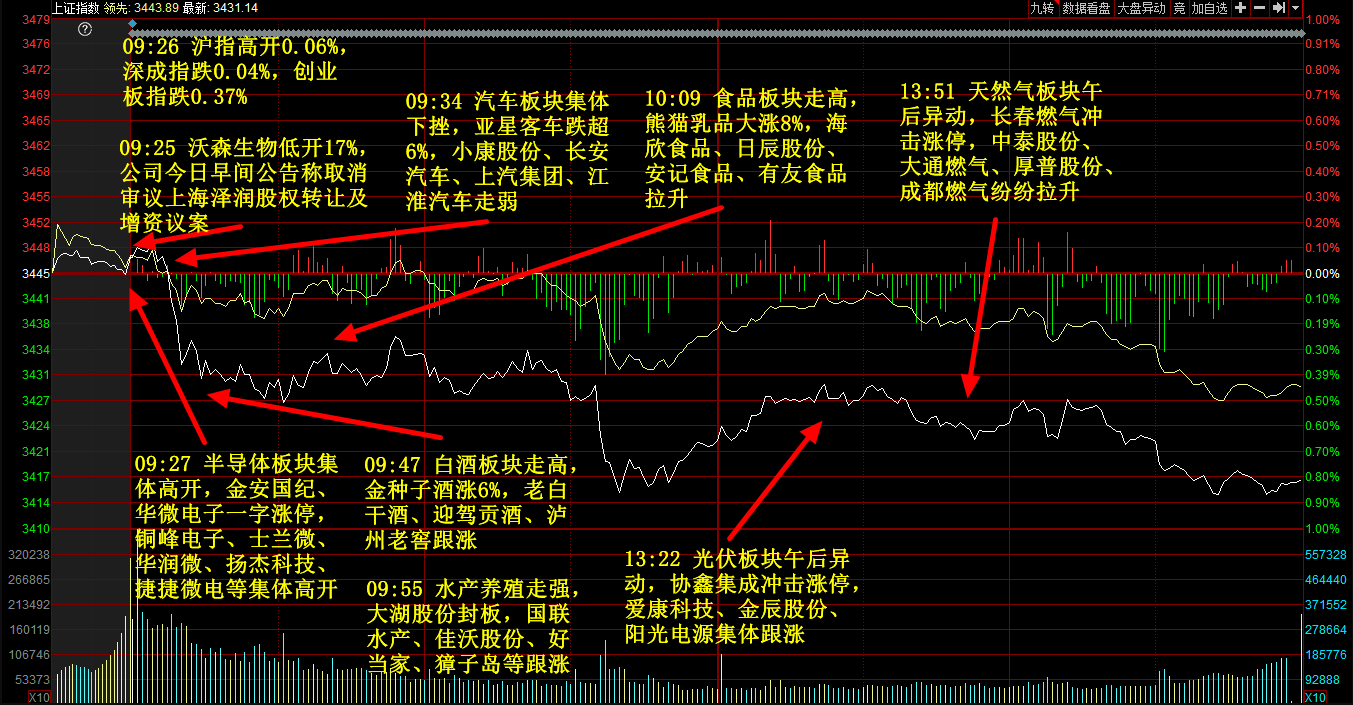 上证指数 领先: 3443.89 最新: 3431.14
九转 数据看盘 大盘异动 竞 加自选
09:26 沪指高开0.06%，
深成指跌0.04%，创业
板指跌0.37%
09:25 沃森生物低开17%，
公司今日早间公告称取消
审议上海泽润股权转让及
增资议案
09:34 汽车板块集体
下挫，亚星客车跌超
6%，小康股份、长安
汽车、上汽集团、江
淮汽车走弱
10:09 食品板块走高，
熊猫乳品大涨8%，海
欣食品、日辰股份、
安记食品、有友食品
拉升
13:51 天然气板块午
后异动，长春燃气冲
击涨停，中泰股份、
大通燃气、厚普股份、
成都燃气纷纷拉升
09:27 半导体板块集
体高开，金安国纪、
华微电子一字涨停，
铜峰电子、士兰微、
华润微、扬杰科技、
捷捷微电等集体高开
09:47 白酒板块走高，
金种子酒涨6%，老白
干酒、迎驾贡酒、泸
州老窖跟涨
09:55 水产养殖走强，
大湖股份封板，国联
水产、佳沃股份、好
当家、獐子岛等跟涨
13:22 光伏板块午后异
动，协鑫集成冲击涨停，
爱康科技、金辰股份、
阳光电源集体跟涨
3479
3476
3472
3469
3465
3462
3458
3455
3452
3448
3445
3441
3438
3434
3431
3427
3424
3421
3417
3414
3410
320238
266865
213492
160119
106746
53373
X10
1.00%
0.91%
0.80%
0.71%
0.60%
0.50%
0.40%
0.30%
0.20%
0.10%
0.00%
0.10%
0.19%
0.30%
0.39%
0.50%
0.60%
0.70%
0.80%
0.90%
1.00%
557328
464440
371552
278664
185776
92888
X10